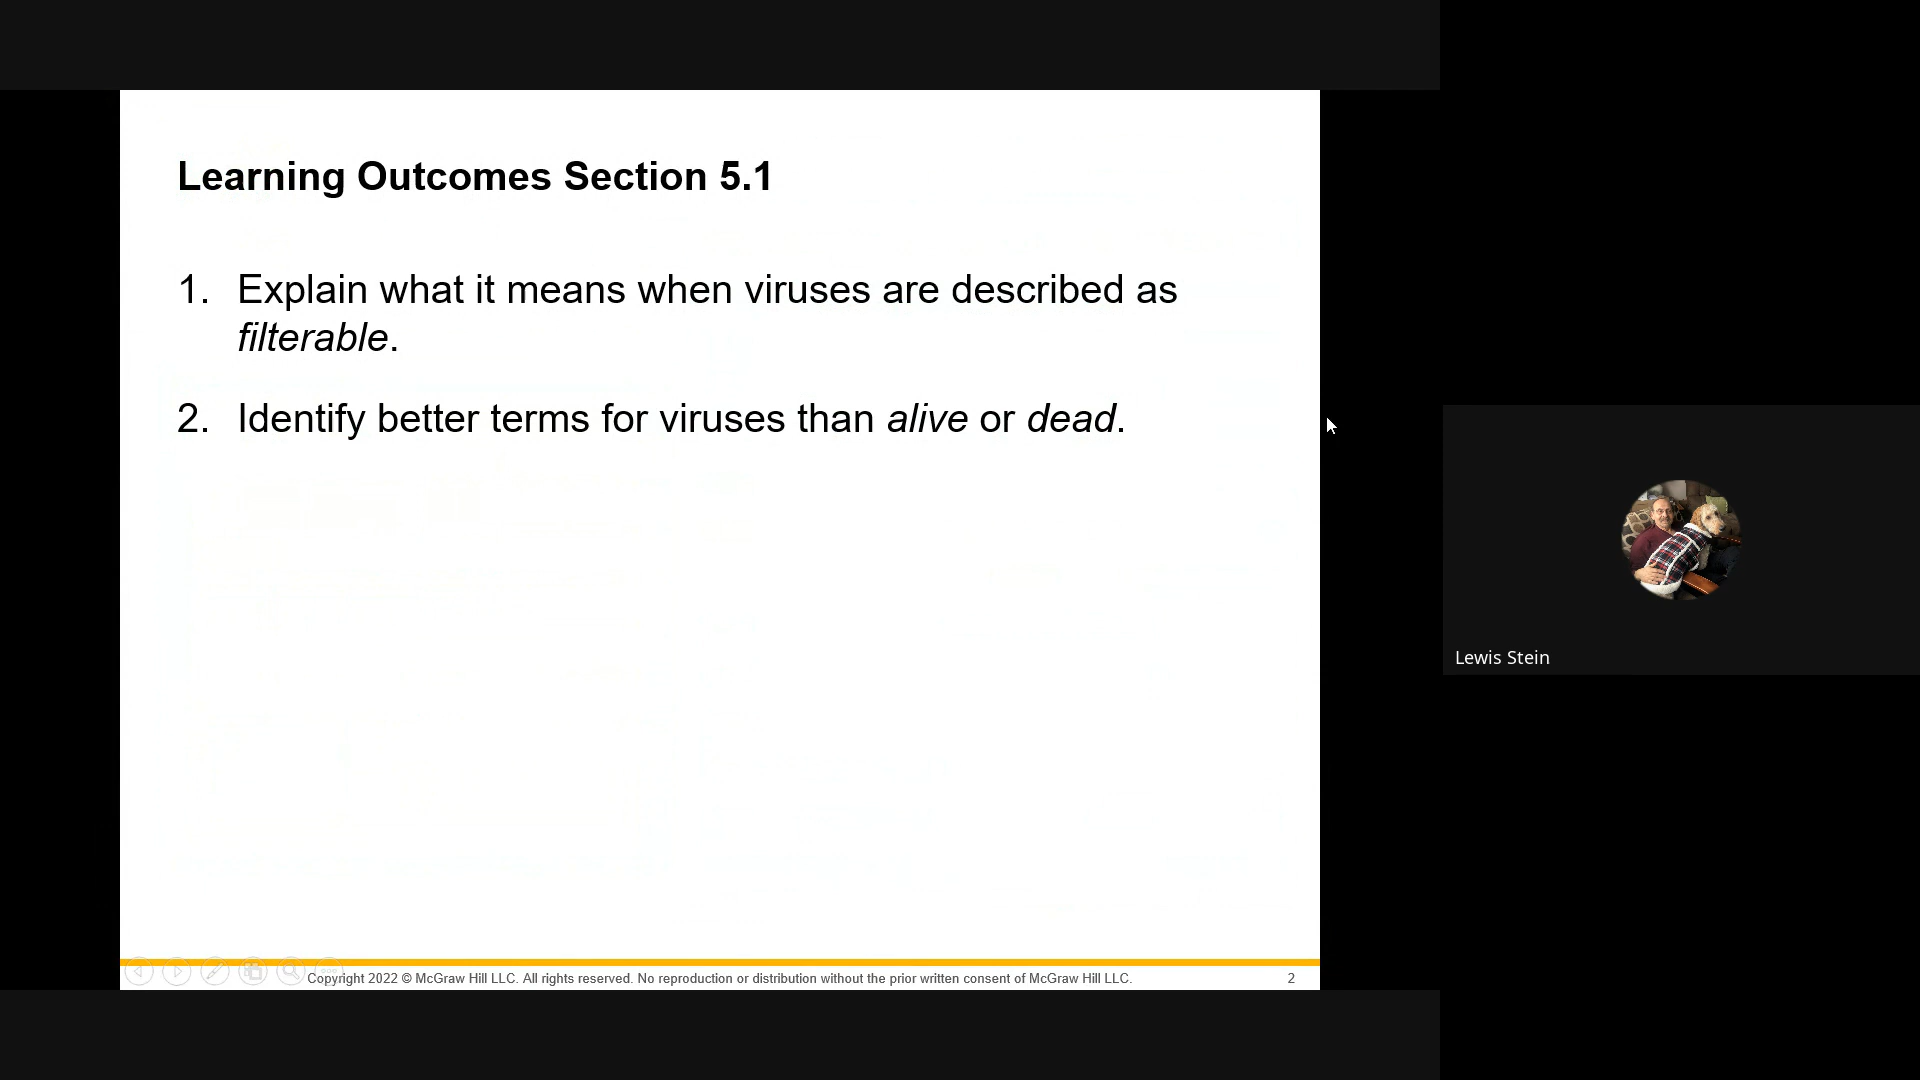 Learning Outcomes Section 5.1
1. Explain what it means when viruses are described as
filterable.
2. Identify better terms for viruses than alive or dead.
Lewis Stein
Copyright 2022 © McGraw Hill LLC. All rights reserved. No reproduction or distribution without the prior written consent of McGraw Hill LLC.
2